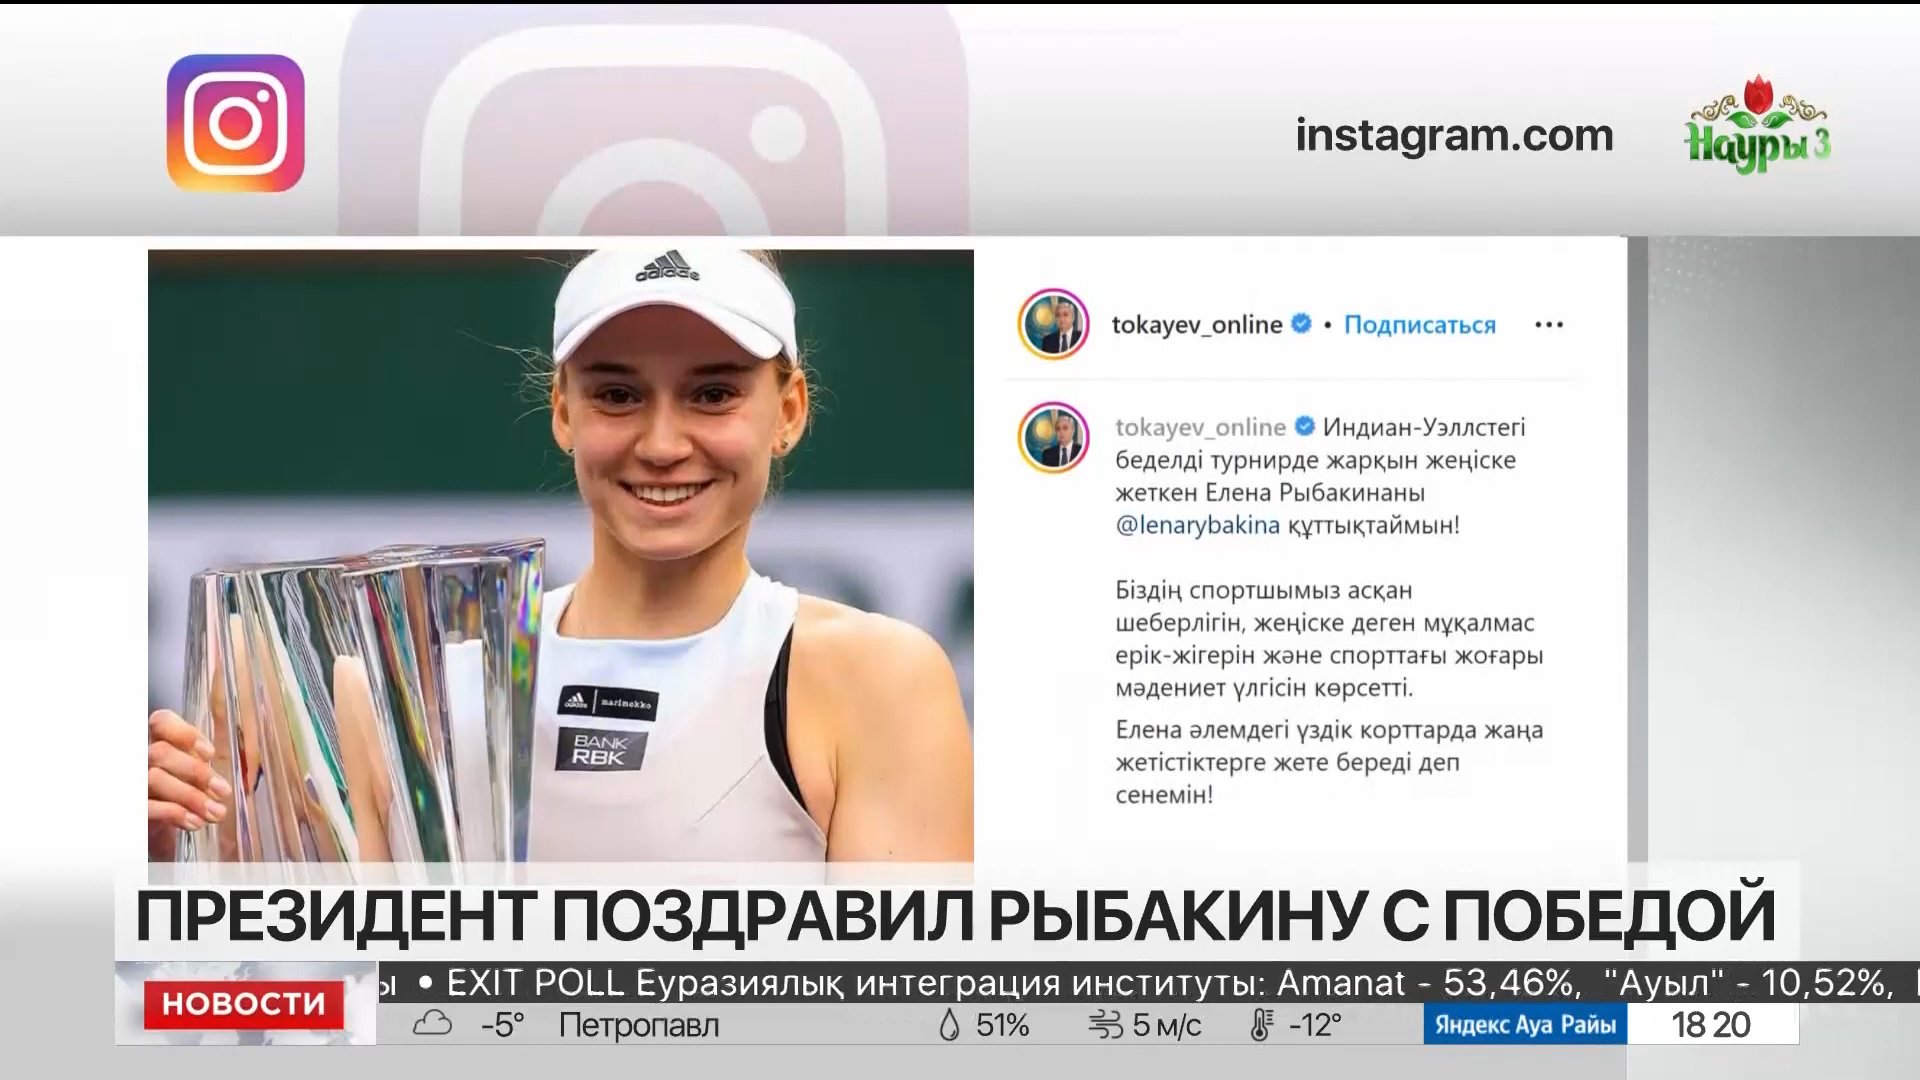 instagram.com
Наурыз
adidas
tokayev_online • Подписаться ...
tokayev_online Индиан-Уэллстегі
беделді турнирде жарқын жеңіске
жеткен Елена Рыбакинаны
@lenarybakina құттықтаймын!
Біздің спортшымыз асқан
шеберлігін, жеңіске деген мұқалмас
ерік-жігерін және спорттағы жоғары
мәдениет үлгісін көрсетті.
Елена әлемдегі үздік корттарда жаңа
жетістіктерге жете береді деп
сенемін!
adidas marimekko
BANK
RBK
ПРЕЗИДЕНТ ПОЗДРАВИЛ РЫБАКИНУ С ПОБЕДОЙ
НОВОСТИ
• EXIT POLL Еуразиялық интеграция институты: Amanat - 53,46%, "Ауыл" - 10,52%,
-5° Петропавл 51% 5 м/с -12° Яндекс Ауа Райы 18 20